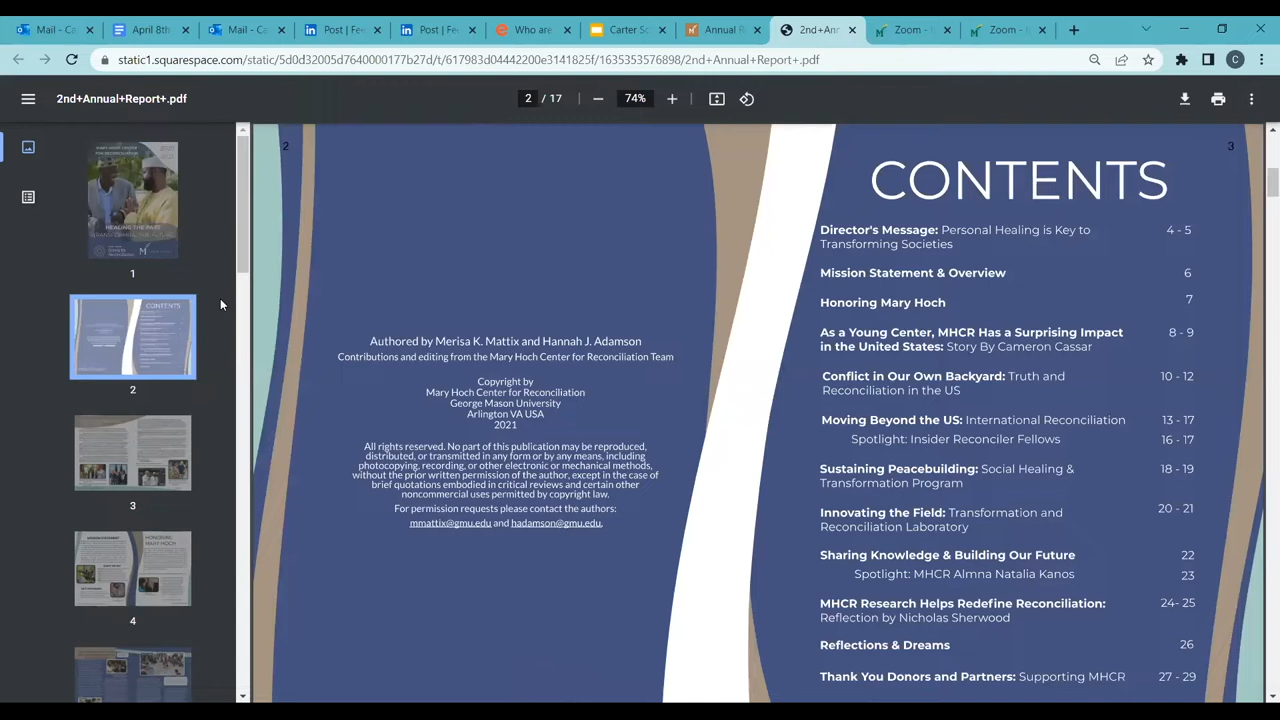 Mail - Ca
April 8th
Mail - Ca
Post | Fee
Post | Fee
Who are
Carter Sc
Annual R
2nd+Ann
Zoom -
Zoom -
static1.squarespace.com/static/5d0d32005d7640000177b27d/t/617983d04442200e3141825f/1635353576898/2nd+Annual+Report+.pdf
C
2nd+Annual+Report+.pdf
2 / 17
74%
1
CONTENTS
2
3
HONORING
MARY HOCH
4
2
3
Authored by Merisa K. Mattix and Hannah J. Adamson
Contributions and editing from the Mary Hoch Center for Reconciliation Team
Copyright by
Mary Hoch Center for Reconciliation
George Mason University
Arlington VA USA
2021
All rights reserved. No part of this publication may be reproduced,
distributed, or transmitted in any form or by any means, including
photocopying, recording, or other electronic or mechanical methods,
without the prior written permission of the author, except in the case of
brief quotations embodied in critical reviews and certain other
noncommercial uses permitted by copyright law.
For permission requests please contact the authors:
mmattix@gmu.edu and hadamson@gmu.edu.
CONTENTS
Director's Message: Personal Healing is Key to 4 - 5
Transforming Societies
Mission Statement & Overview 6
Honoring Mary Hoch 7
As a Young Center, MHCR Has a Surprising Impact 8 - 9
in the United States: Story By Cameron Cassar
Conflict in Our Own Backyard: Truth and 10 - 12
Reconciliation in the US
Moving Beyond the US: International Reconciliation 13 - 17
Spotlight: Insider Reconciler Fellows 16 - 17
Sustaining Peacebuilding: Social Healing & 18 - 19
Transformation Program
Innovating the Field: Transformation and 20 - 21
Reconciliation Laboratory
Sharing Knowledge & Building Our Future 22
Spotlight: MHCR Almna Natalia Kanos 23
MHCR Research Helps Redefine Reconciliation: 24- 25
Reflection by Nicholas Sherwood
Reflections & Dreams 26
Thank You Donors and Partners: Supporting MHCR 27 - 29